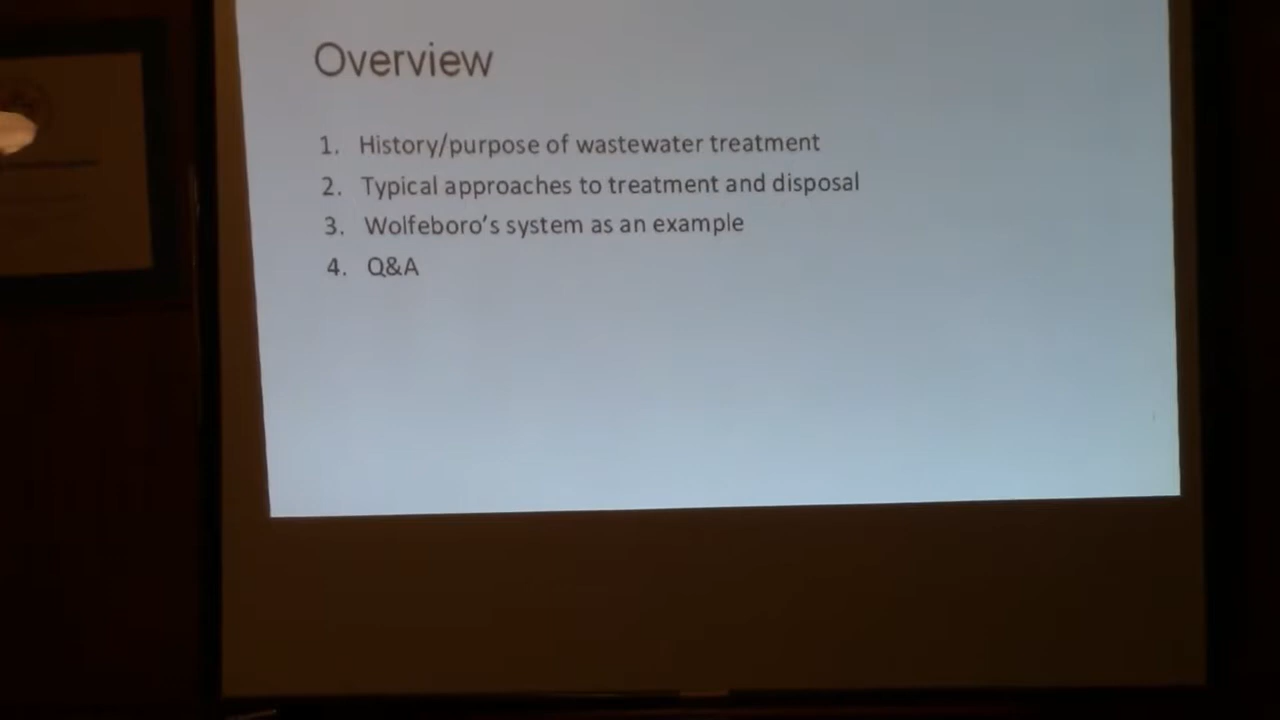 Overview
1. History/purpose of wastewater treatment
2. Typical approaches to treatment and disposal
3. Wolfeboro's system as an example
4. Q&A